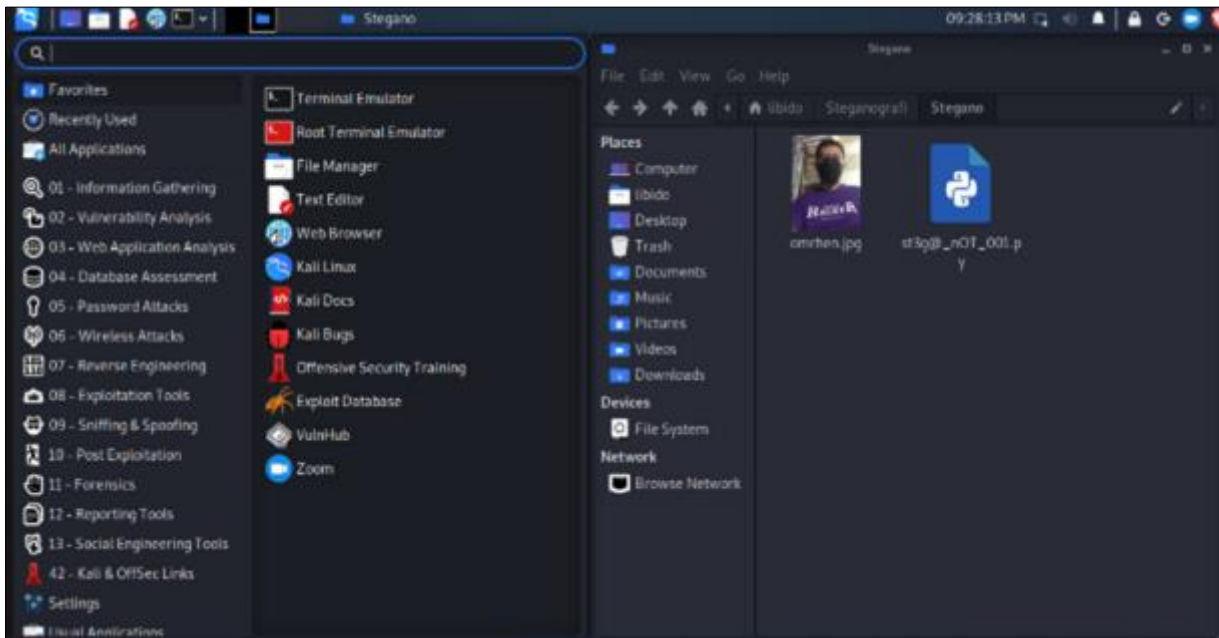 Stegano
09:28:13 PM
Favorites
Recently Used
All Applications
01 - Information Gathering
02 - Vulnerability Analysis
03 - Web Application Analysis
04 - Database Assessment
05 - Password Attacks
06 - Wireless Attacks
07 - Reverse Engineering
08 - Exploitation Tools
09 - Sniffing & Spoofing
10 - Post Exploitation
11 - Forensics
12 - Reporting Tools
13 - Social Engineering Tools
42 - Kali & OffSec Links
Settings
Usual Applications
Terminal Emulator
Root Terminal Emulator
File Manager
Text Editor
Web Browser
Kali Linux
Kali Docs
Kali Bugs
Offensive Security Training
Exploit Database
VulnHub
Zoom
Stegano
File Edit View Go Help
libido Steganografi Stegano
Places
Computer
libido
Desktop
Trash
Documents
Music
Pictures
Videos
Downloads
Devices
File System
Network
Browse Network
omrhen.jpg
st3g@_nOT_001.p
y